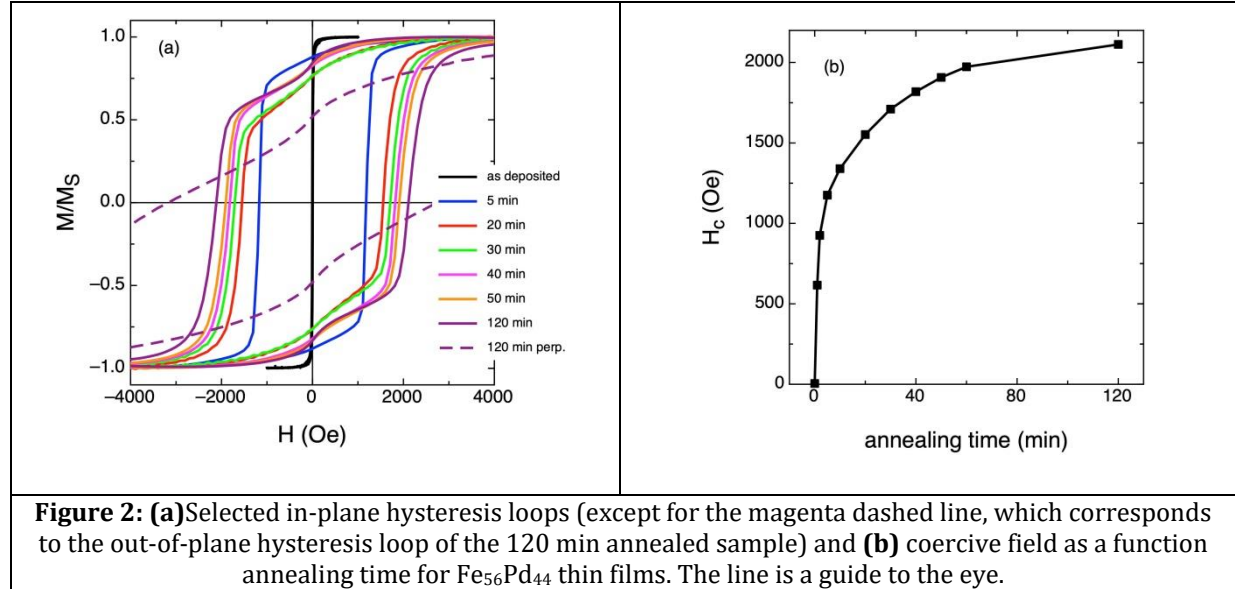 (a)
1.0
0.5
0.0
−0.5
−1.0
M/M_S
as deposited
5 min
20 min
30 min
40 min
50 min
120 min
120 min perp.
−4000 −2000 0 2000 4000
H (Oe)
(b)
2000
1500
1000
500
0
H_c (Oe)
0 40 80 120
annealing time (min)
Figure 2: (a)Selected in-plane hysteresis loops (except for the magenta dashed line, which corresponds
to the out-of-plane hysteresis loop of the 120 min annealed sample) and (b) coercive field as a function
annealing time for Fe₅₆Pd₄₄ thin films. The line is a guide to the eye.